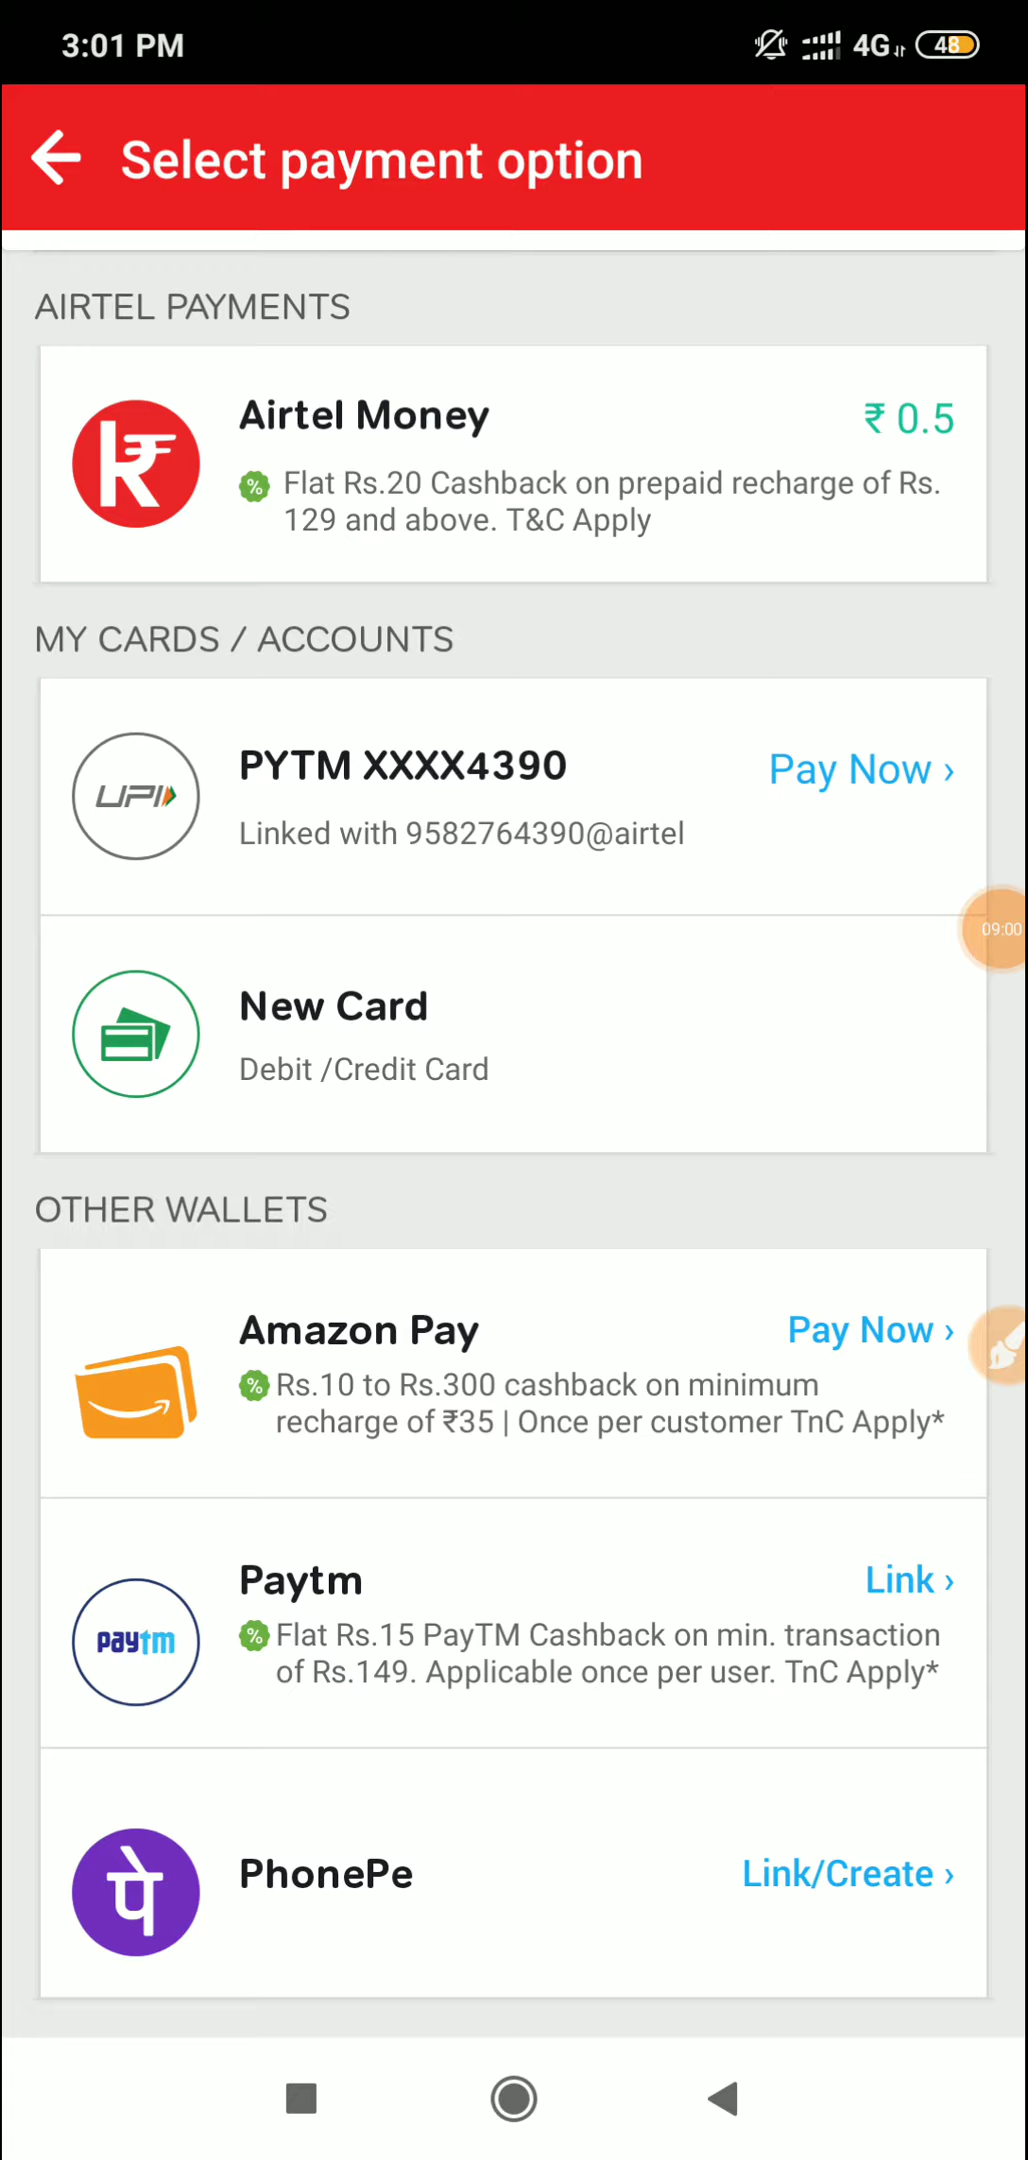 3:01 PM
4G
48
Select payment option
AIRTEL PAYMENTS
Airtel Money
₹ 0.5
Flat Rs.20 Cashback on prepaid recharge of Rs.
129 and above. T&C Apply
MY CARDS / ACCOUNTS
UPI
PYTM XXXX4390
Pay Now ›
Linked with 9582764390@airtel
09:00
New Card
Debit /Credit Card
OTHER WALLETS
Amazon Pay
Pay Now ›
% Rs.10 to Rs.300 cashback on minimum
recharge of ₹35 | Once per customer TnC Apply*
Paytm
Link ›
paytm
% Flat Rs.15 PayTM Cashback on min. transaction
of Rs.149. Applicable once per user. TnC Apply*
पे
PhonePe
Link/Create ›